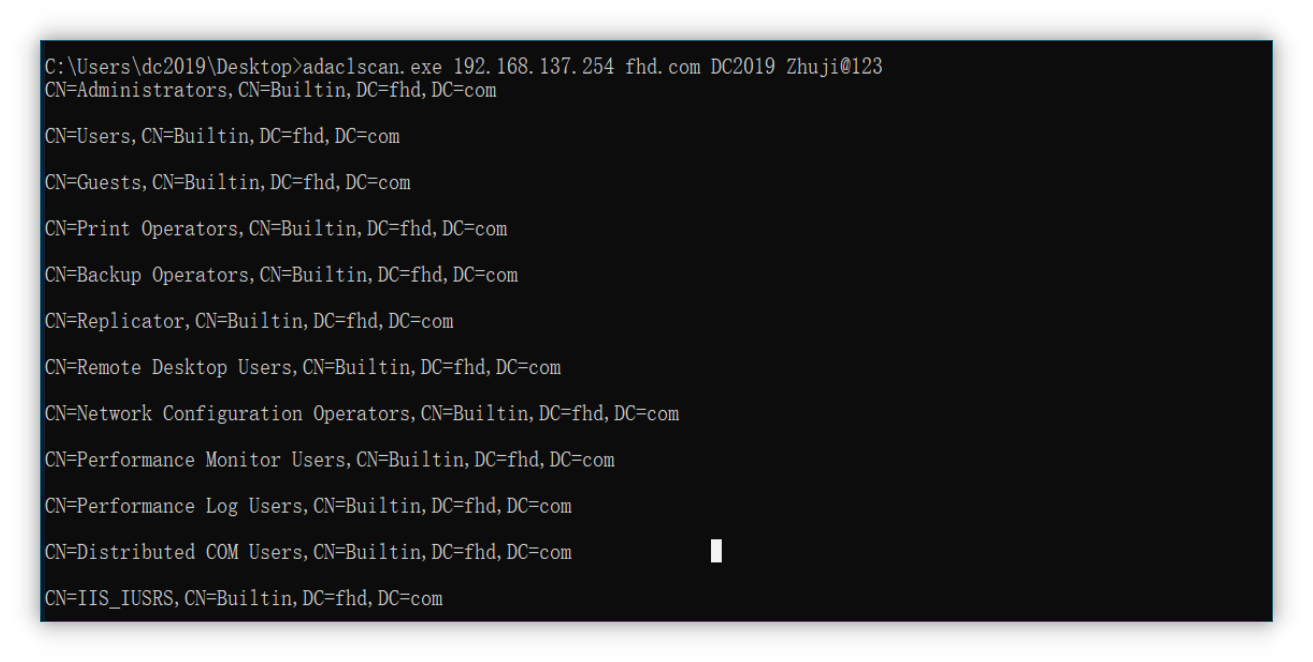 C:\Users\dc2019\Desktop>adaclscan.exe 192.168.137.254 fhd.com DC2019 Zhuji@123
CN=Administrators,CN=Builtin,DC=fhd,DC=com
CN=Users,CN=Builtin,DC=fhd,DC=com
CN=Guests,CN=Builtin,DC=fhd,DC=com
CN=Print Operators,CN=Builtin,DC=fhd,DC=com
CN=Backup Operators,CN=Builtin,DC=fhd,DC=com
CN=Replicator,CN=Builtin,DC=fhd,DC=com
CN=Remote Desktop Users,CN=Builtin,DC=fhd,DC=com
CN=Network Configuration Operators,CN=Builtin,DC=fhd,DC=com
CN=Performance Monitor Users,CN=Builtin,DC=fhd,DC=com
CN=Performance Log Users,CN=Builtin,DC=fhd,DC=com
CN=Distributed COM Users,CN=Builtin,DC=fhd,DC=com
CN=IIS_IUSRS,CN=Builtin,DC=fhd,DC=com